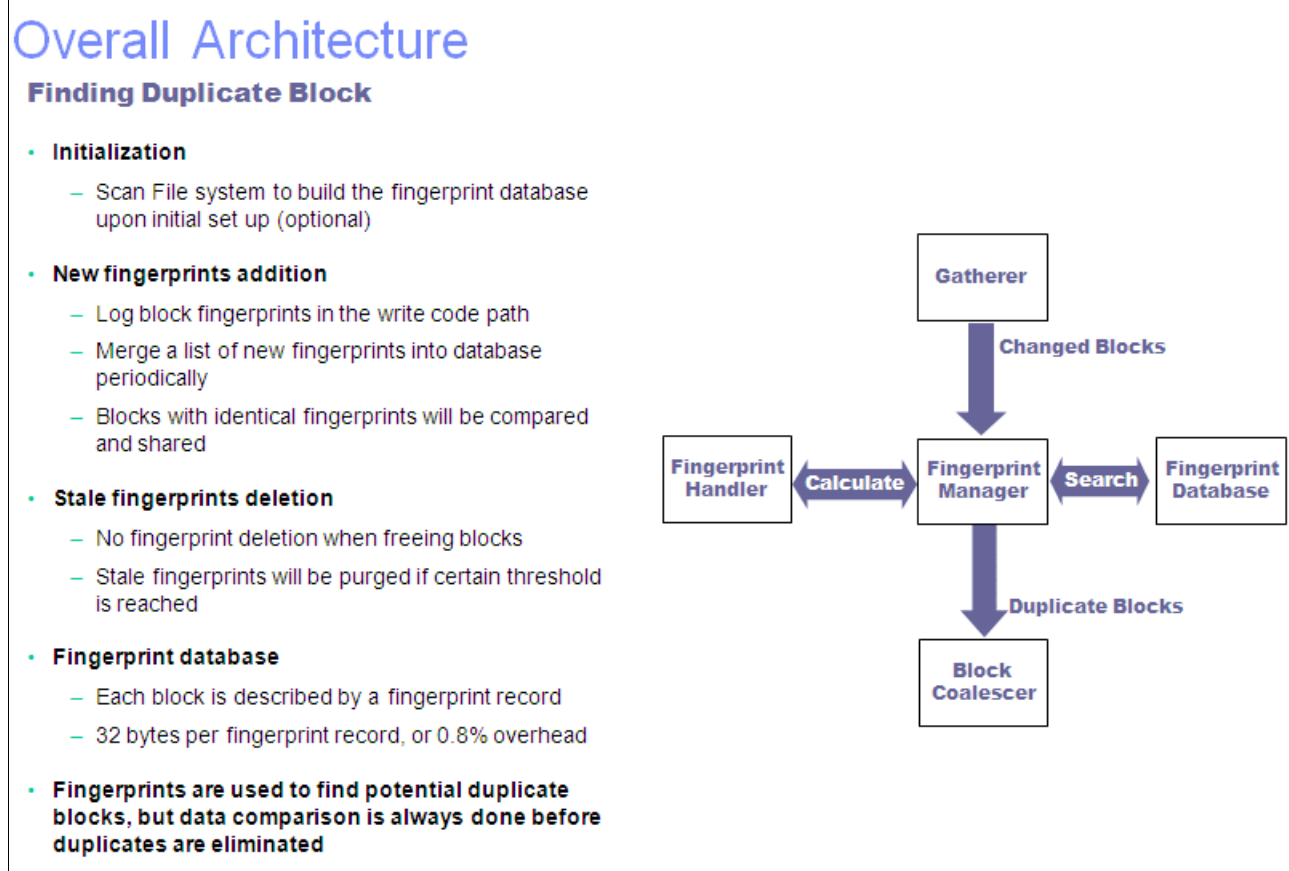 Overall Architecture
Finding Duplicate Block
• Initialization
– Scan File system to build the fingerprint database
upon initial set up (optional)
• New fingerprints addition
– Log block fingerprints in the write code path
– Merge a list of new fingerprints into database
periodically
– Blocks with identical fingerprints will be compared
and shared
• Stale fingerprints deletion
– No fingerprint deletion when freeing blocks
– Stale fingerprints will be purged if certain threshold
is reached
• Fingerprint database
– Each block is described by a fingerprint record
– 32 bytes per fingerprint record, or 0.8% overhead
• Fingerprints are used to find potential duplicate
blocks, but data comparison is always done before
duplicates are eliminated
Gatherer
Changed Blocks
Fingerprint
Handler
Calculate
Fingerprint
Manager
Search
Fingerprint
Database
Duplicate Blocks
Block
Coalescer